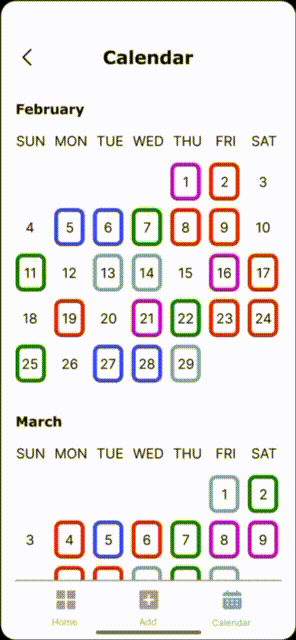 Calendar
February
SUN MON TUE WED THU FRI SAT
1 2 3
4 5 6 7 8 9 10
11 12 13 14 15 16 17
18 19 20 21 22 23 24
25 26 27 28 29
March
SUN MON TUE WED THU FRI SAT
1 2
3 4 5 6 7 8 9
Home Add Calendar